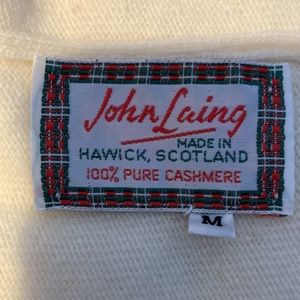 John Laing
MADE IN
HAWICK, SCOTLAND
100% PURE CASHMERE
M